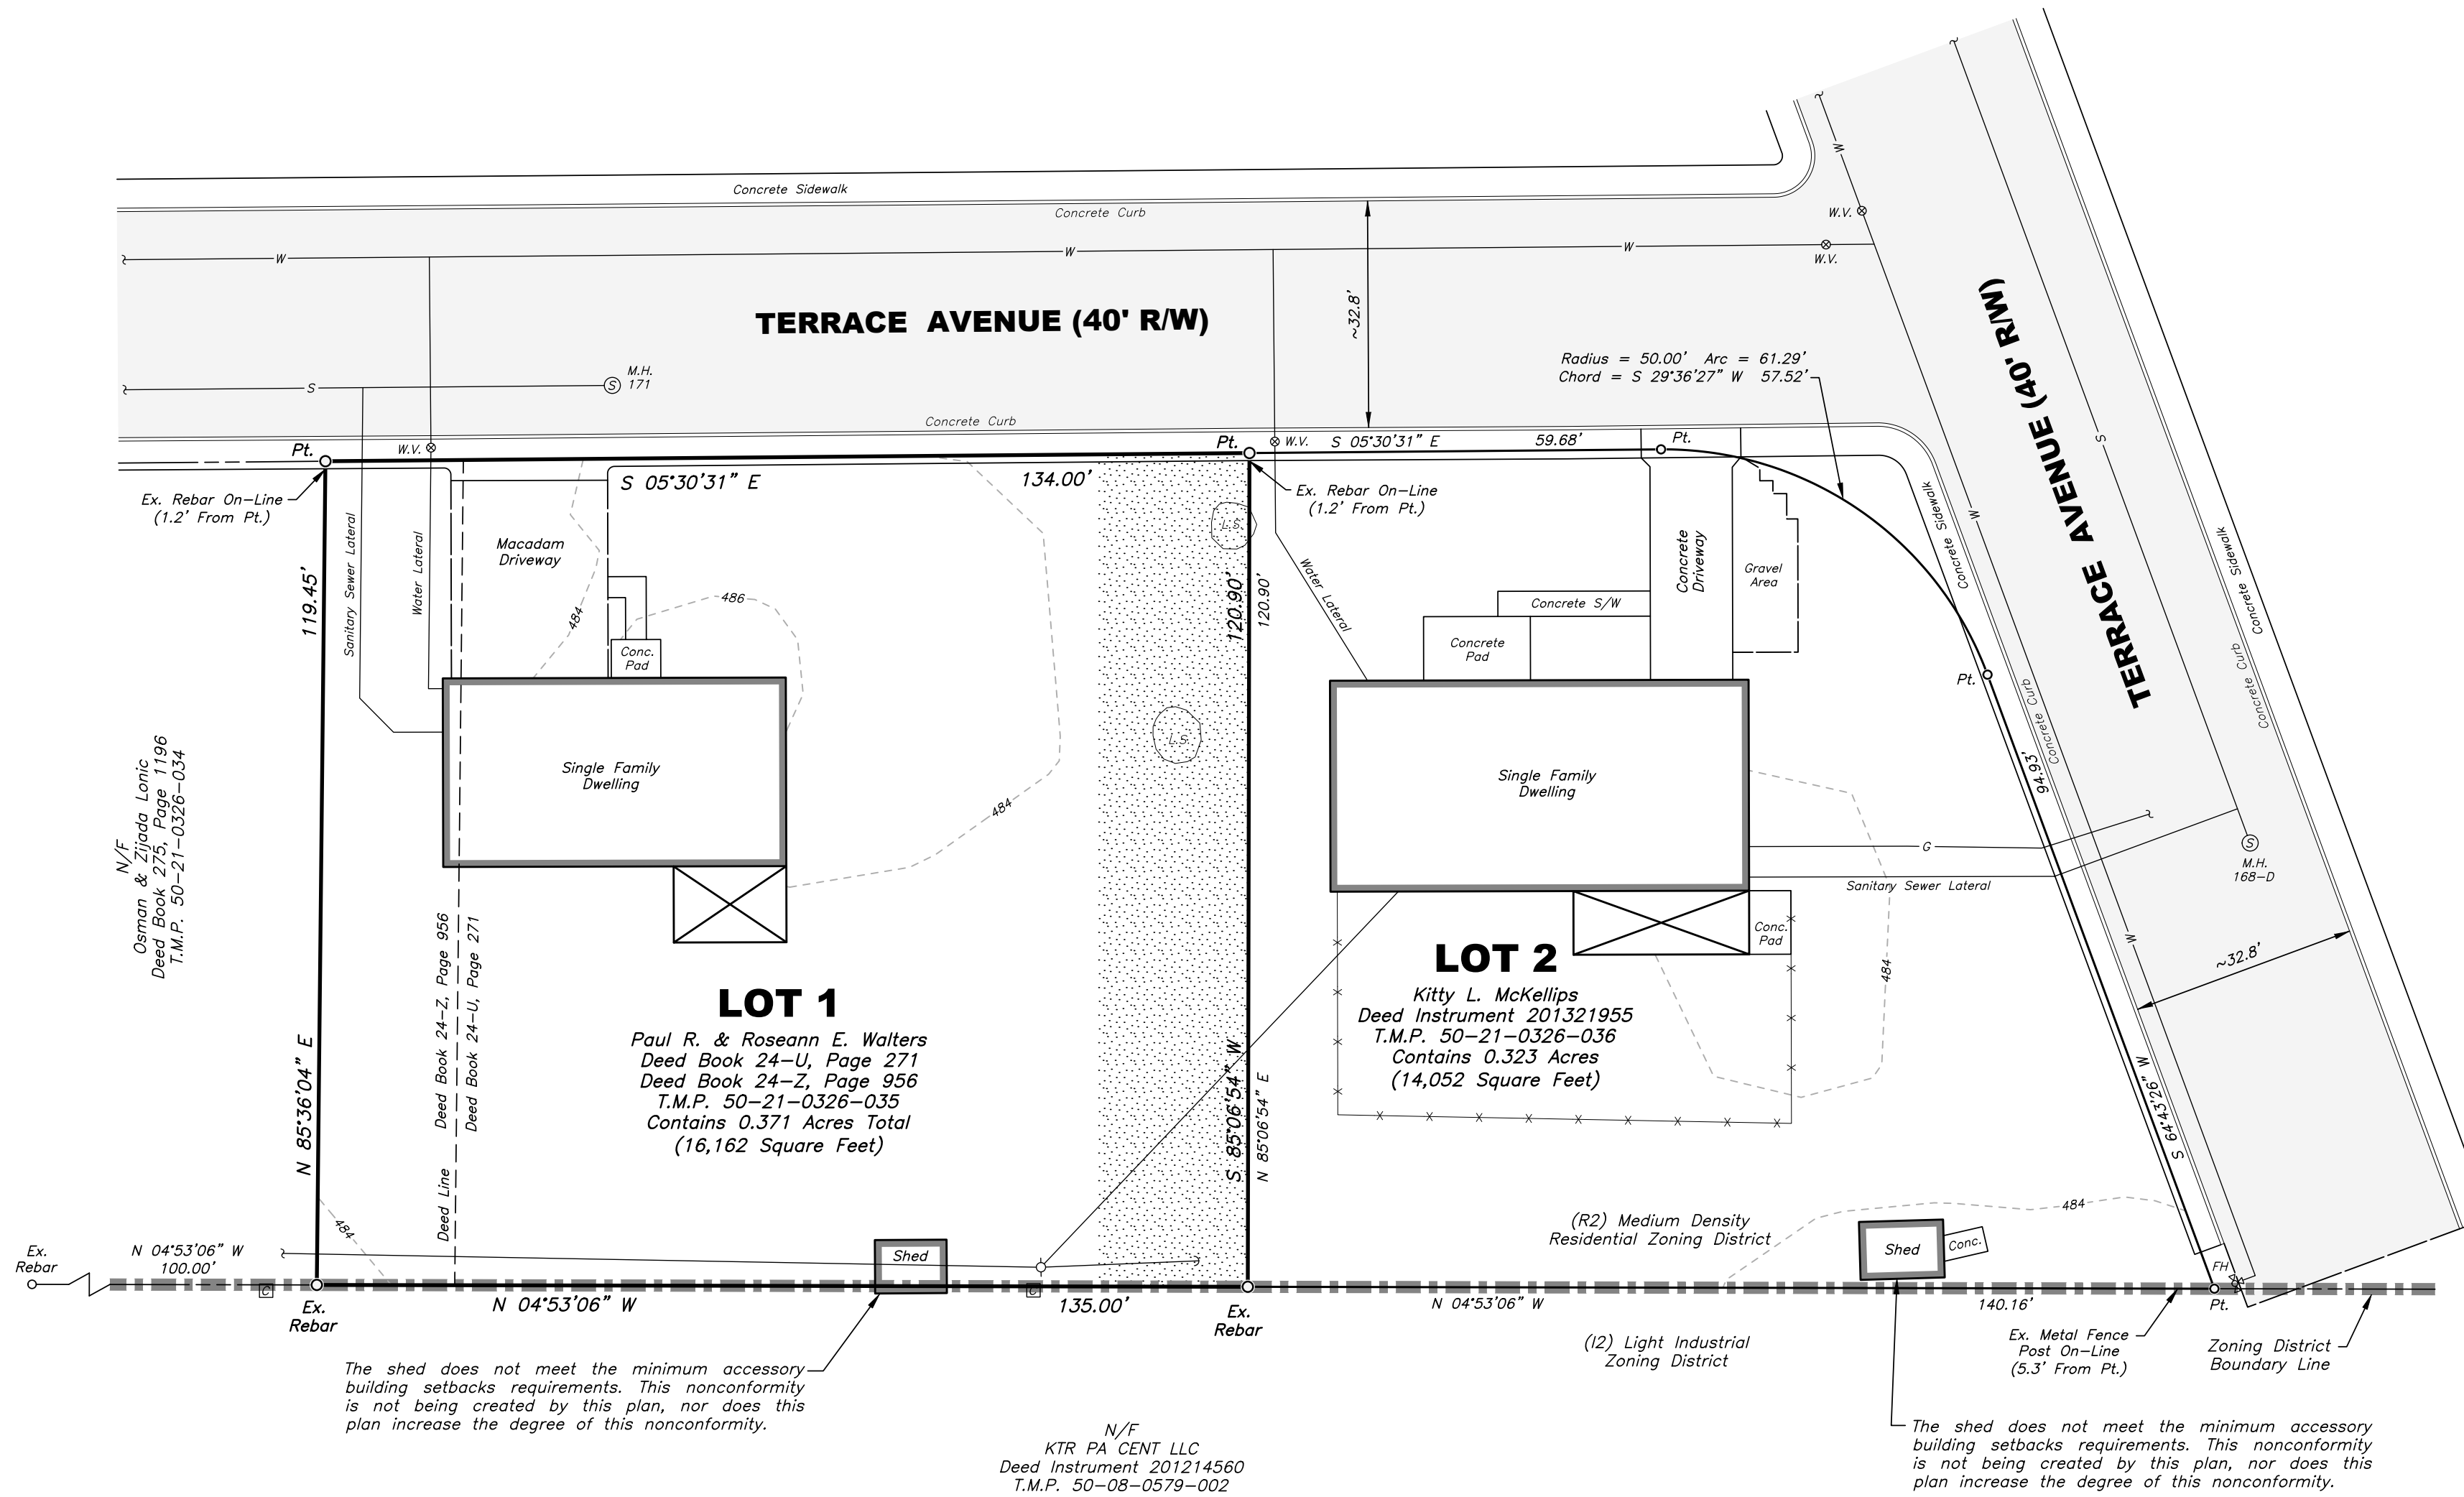 Concrete Sidewalk
Concrete Curb
W
W
W
W
W.V.
W.V.
TERRACE AVENUE (40' R/W)
~32.8'
S
M.H.
171
S
Concrete Curb
Radius = 50.00' Arc = 61.29'
Chord = S 29°36'27" W 57.52'
TERRACE AVENUE (40' R/W)
S
W
Concrete Sidewalk
Concrete Sidewalk
Concrete Curb
Concrete Curb
Pt.
W.V.
Pt.
W.V.
S 05°30'31" E
59.68'
Pt.
Ex. Rebar On-Line
(1.2' From Pt.)
S 05°30'31" E
134.00'
Ex. Rebar On-Line
(1.2' From Pt.)
L.S.
119.45'
Sanitary Sewer Lateral
Water Lateral
Macadam
Driveway
484
486
Conc.
Pad
120.90'
120.90'
Water Lateral
Concrete S/W
Concrete
Pad
Concrete
Driveway
Gravel
Area
Pt.
94.93'
L.S.
Single Family
Dwelling
484
Single Family
Dwelling
G
Sanitary Sewer Lateral
S
M.H.
168-D
N/F
Osman & Zijada Lonic
Deed Book 275, Page 1196
T.M.P. 50-21-0326-034
Deed Book 24-Z, Page 956
Deed Book 24-U, Page 271
Deed Line
LOT 1
Paul R. & Roseann E. Walters
Deed Book 24-U, Page 271
Deed Book 24-Z, Page 956
T.M.P. 50-21-0326-035
Contains 0.371 Acres Total
(16,162 Square Feet)
LOT 2
Kitty L. McKellips
Deed Instrument 201321955
T.M.P. 50-21-0326-036
Contains 0.323 Acres
(14,052 Square Feet)
Conc.
Pad
484
W
~32.8'
N 85°36'04" E
S 85°06'54" W
N 85°06'54" E
S 64°43'26" W
484
(R2) Medium Density
Residential Zoning District
484
Shed
Conc.
FH
Ex.
Rebar
N 04°53'06" W
100.00'
C
Shed
C
Ex.
Rebar
N 04°53'06" W
135.00'
Ex.
Rebar
N 04°53'06" W
140.16'
Pt.
(I2) Light Industrial
Zoning District
Ex. Metal Fence
Post On-Line
(5.3' From Pt.)
Zoning District
Boundary Line
The shed does not meet the minimum accessory
building setbacks requirements. This nonconformity
is not being created by this plan, nor does this
plan increase the degree of this nonconformity.
N/F
KTR PA CENT LLC
Deed Instrument 201214560
T.M.P. 50-08-0579-002
The shed does not meet the minimum accessory
building setbacks requirements. This nonconformity
is not being created by this plan, nor does this
plan increase the degree of this nonconformity.